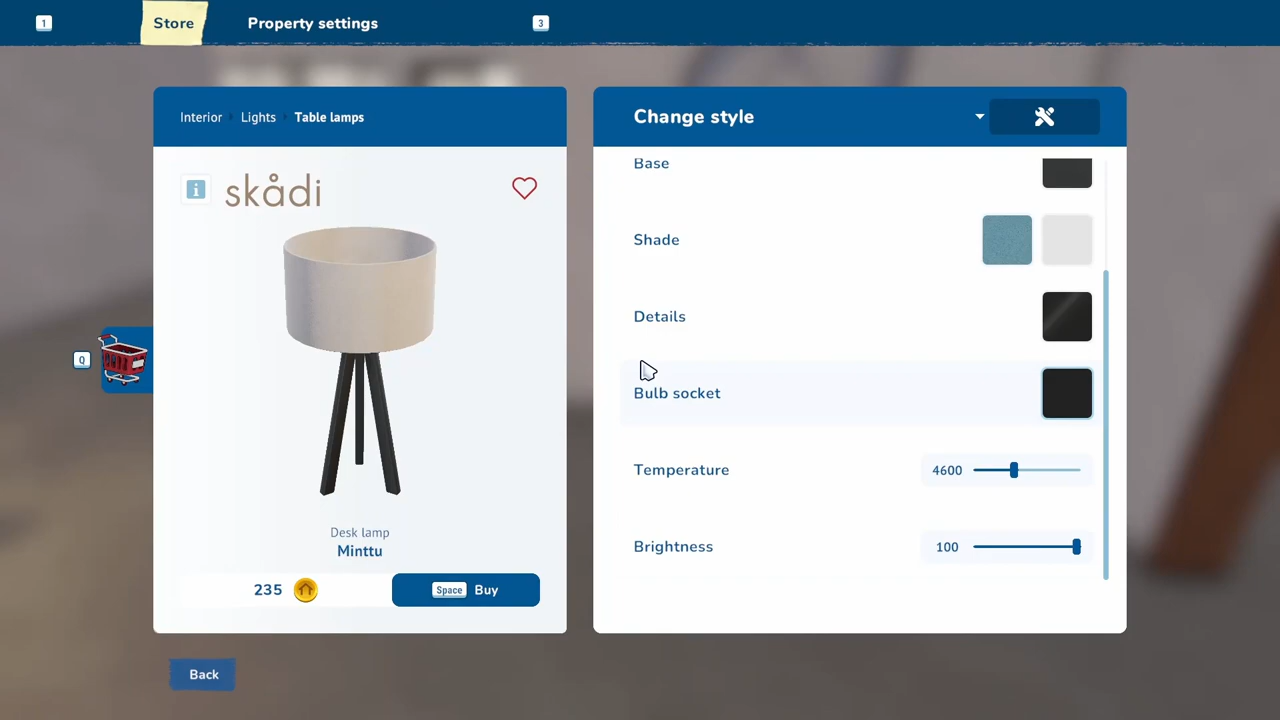 1
Store
Property settings
3
Interior Lights Table lamps
skådi
Desk lamp
Minttu
235
Space Buy
Q
Back
Change style
Base
Shade
Details
Bulb socket
Temperature 4600
Brightness 100